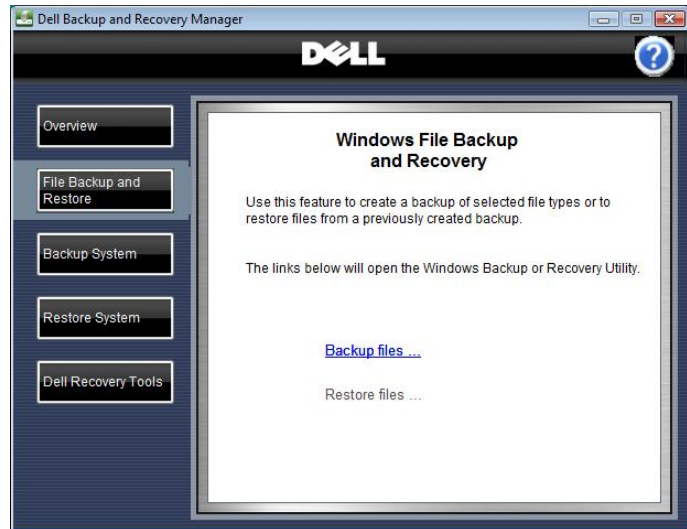 Dell Backup and Recovery Manager
DELL
?
Overview
File Backup and
Restore
Backup System
Restore System
Dell Recovery Tools
Windows File Backup
and Recovery
Use this feature to create a backup of selected file types or to
restore files from a previously created backup.
The links below will open the Windows Backup or Recovery Utility.
Backup files ...
Restore files ...